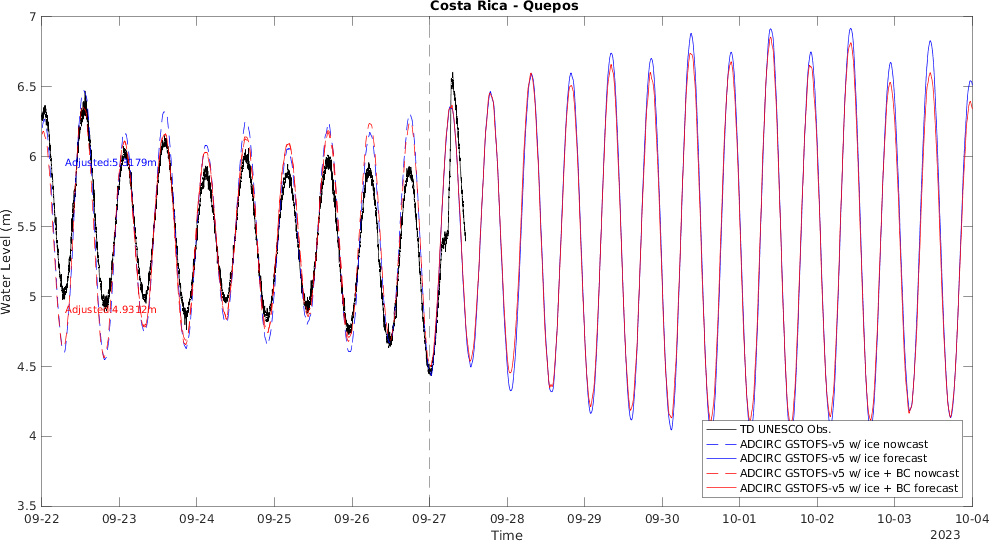 Costa Rica - Quepos
Water Level (m)
7
6.5
6
5.5
5
4.5
4
3.5
Adjusted:4.9312m
TD UNESCO Obs.
ADCIRC GSTOFS-v5 w/ ice nowcast
ADCIRC GSTOFS-v5 w/ ice forecast
ADCIRC GSTOFS-v5 w/ ice + BC nowcast
ADCIRC GSTOFS-v5 w/ ice + BC forecast
09-22 09-23 09-24 09-25 09-26 09-27 09-28 09-29 09-30 10-01 10-02 10-03 10-04
Time
2023